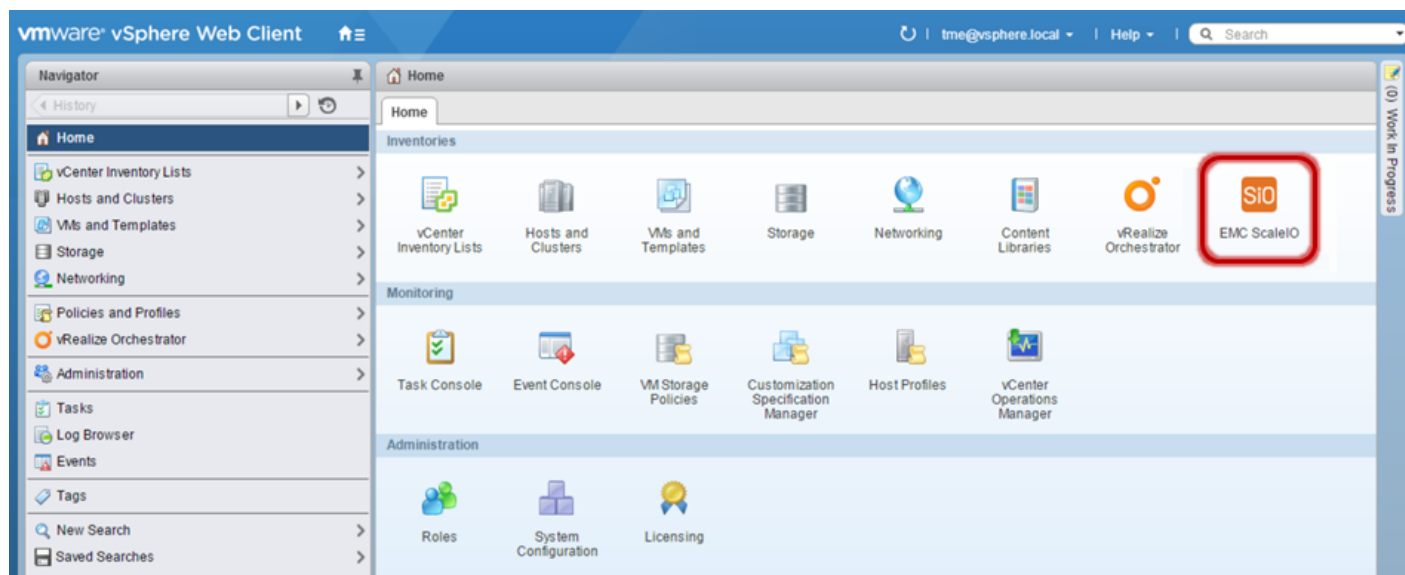 vmware® vSphere Web Client
tme@vsphere.local
Help
Search
Navigator
History
Home
vCenter Inventory Lists
Hosts and Clusters
VMs and Templates
Storage
Networking
Policies and Profiles
vRealize Orchestrator
Administration
Tasks
Log Browser
Events
Tags
New Search
Saved Searches
Home
Home
Inventories
vCenter
Inventory Lists
Hosts and
Clusters
VMs and
Templates
Storage
Networking
Content
Libraries
vRealize
Orchestrator
SiO
EMC ScaleIO
Monitoring
Task Console
Event Console
VM Storage
Policies
Customization
Specification
Manager
Host Profiles
vCenter
Operations
Manager
Administration
Roles
System
Configuration
Licensing
(0) Work In Progress